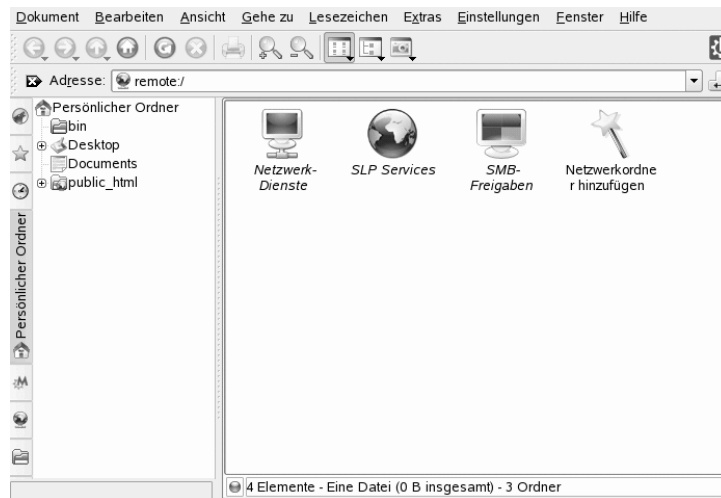 Dokument Bearbeiten Ansicht Gehe zu Lesezeichen Extras Einstellungen Fenster Hilfe
Adresse: remote:/
Persönlicher Ordner
bin
Desktop
Documents
public_html
Persönlicher Ordner
Netzwerk-
Dienste
SLP Services
SMB-
Freigaben
Netzwerkordne
r hinzufügen
4 Elemente - Eine Datei (0 B insgesamt) - 3 Ordner